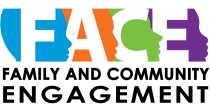 FACE
FAMILY AND COMMUNITY
ENGAGEMENT